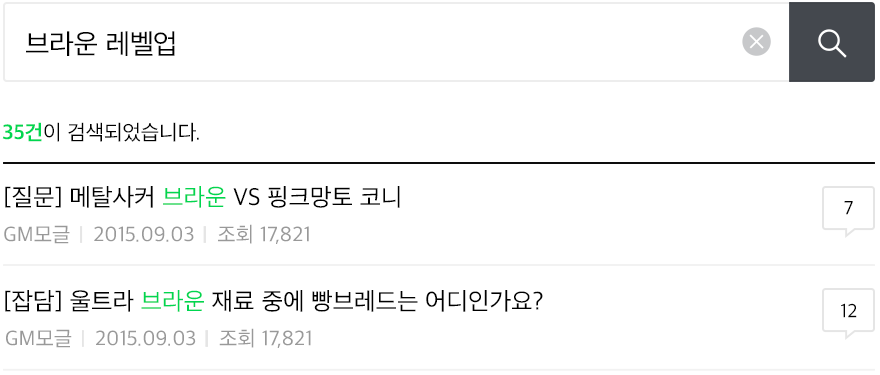 브라운 레벨업
35건이 검색되었습니다.
[질문] 메탈사커 브라운 VS 핑크망토 코니
7
GM모글 | 2015.09.03 | 조회 17,821
[잡담] 울트라 브라운 재료 중에 빵브레드는 어디인가요?
12
GM모글 | 2015.09.03 | 조회 17,821